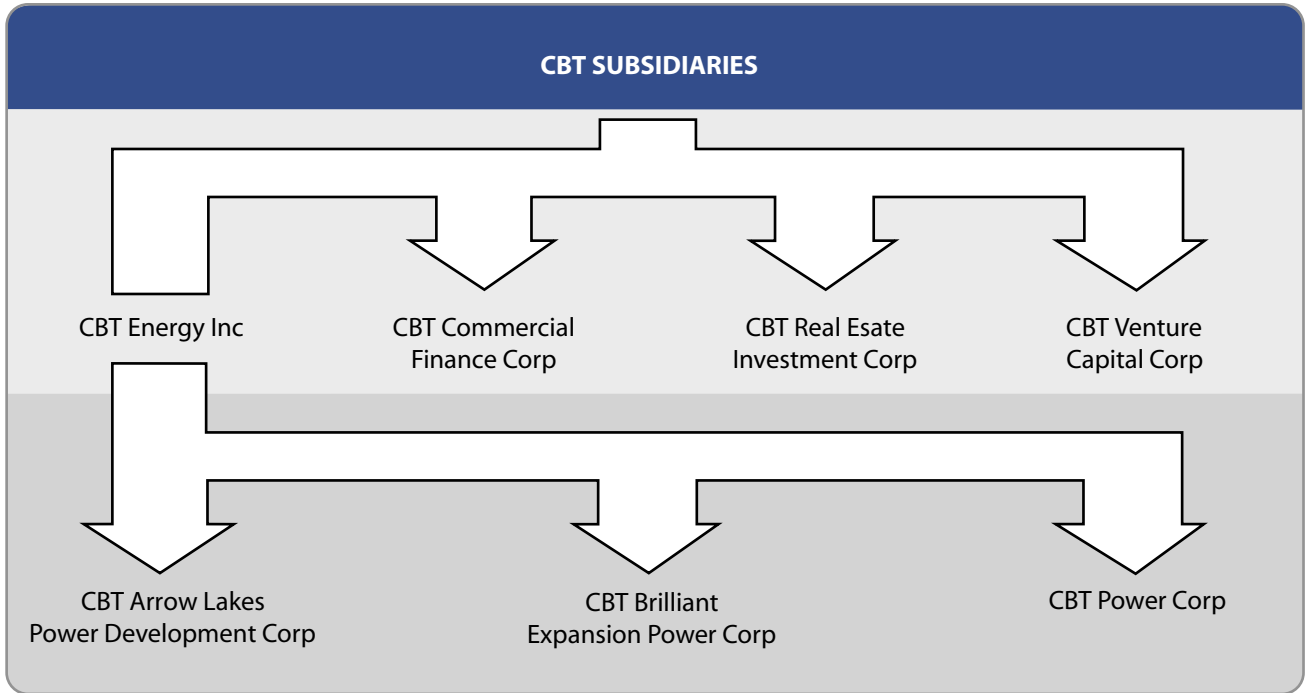 CBT SUBSIDIARIES
CBT Energy Inc
CBT Commercial
Finance Corp
CBT Real Esate
Investment Corp
CBT Venture
Capital Corp
CBT Arrow Lakes
Power Development Corp
CBT Brilliant
Expansion Power Corp
CBT Power Corp